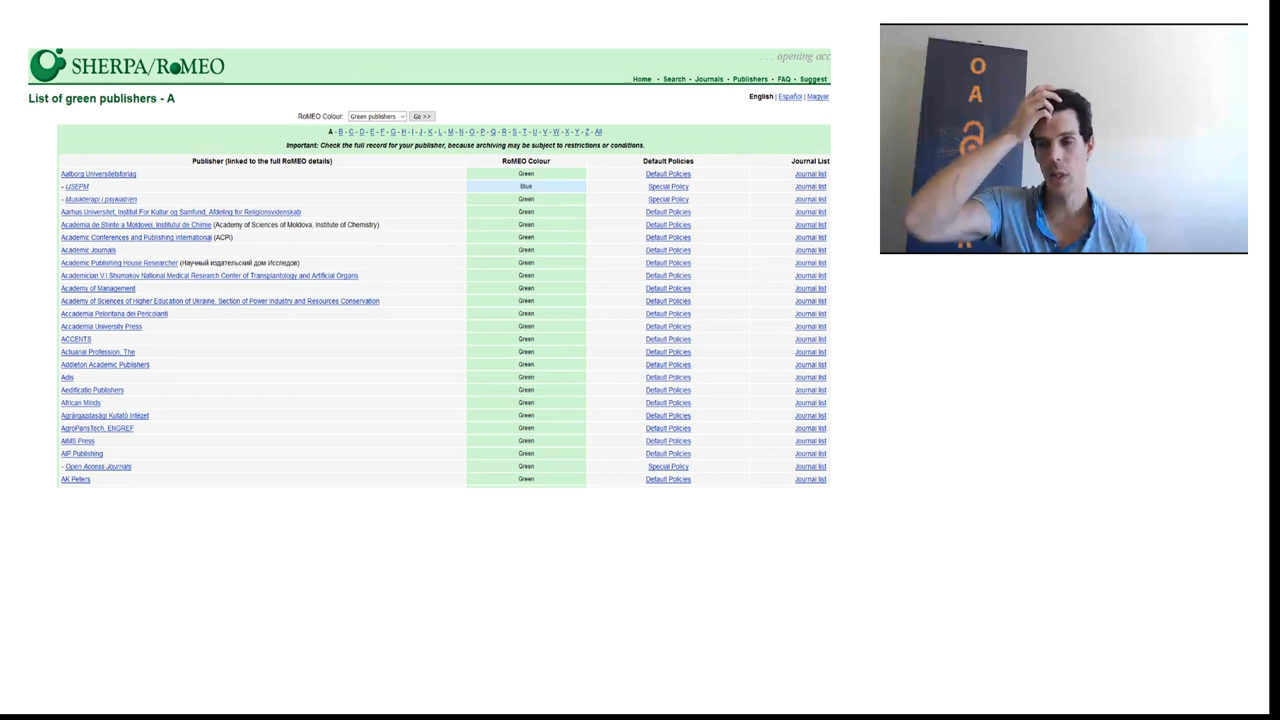 SHERPA/RoMEO
. . . opening acc
Home • Search • Journals • Publishers • FAQ • Suggest
List of green publishers - A
English | Español | Magyar
RoMEO Colour: Green publishers Go >>
A - B - C - D - E - F - G - H - I - J - K - L - M - N - O - P - Q - R - S - T - U - V - W - X - Y - Z - All
Important: Check the full record for your publisher, because archiving may be subject to restrictions or conditions.
Publisher (linked to the full RoMEO details) RoMEO Colour Default Policies Journal List
Aalborg Universitetsforlag Green Default Policies Journal list
- IJSEPM Blue Special Policy Journal list
- Musikterapi i psykiatrien Green Special Policy Journal list
Aarhus Universitet, Institut For Kultur og Samfund, Afdeling for Religionsvidenskab Green Default Policies Journal list
Academia de Stiinte a Moldovei, Institutul de Chimie (Academy of Sciences of Moldova, Institute of Chemistry) Green Default Policies Journal list
Academic Conferences and Publishing International (ACPI) Green Default Policies Journal list
Academic Journals Green Default Policies Journal list
Academic Publishing House Researcher (Научный издательский дом Исследов) Green Default Policies Journal list
Academician V.I.Shumakov National Medical Research Center of Transplantology and Artificial Organs Green Default Policies Journal list
Academy of Management Green Default Policies Journal list
Academy of Sciences of Higher Education of Ukraine, Section of Power Industry and Resources Conservation Green Default Policies Journal list
Accademia Peloritana dei Pericolanti Green Default Policies Journal list
Accademia University Press Green Default Policies Journal list
ACCENTS Green Default Policies Journal list
Actuarial Profession, The Green Default Policies Journal list
Addleton Academic Publishers Green Default Policies Journal list
Adis Green Default Policies Journal list
Aedificatio Publishers Green Default Policies Journal list
African Minds Green Default Policies Journal list
Agrárgazdasági Kutató Intézet Green Default Policies Journal list
AgroParisTech, ENGREF Green Default Policies Journal list
AIMS Press Green Default Policies Journal list
AIP Publishing Green Default Policies Journal list
- Open Access Journals Green Special Policy Journal list
AK Peters Green Default Policies Journal list
O
A